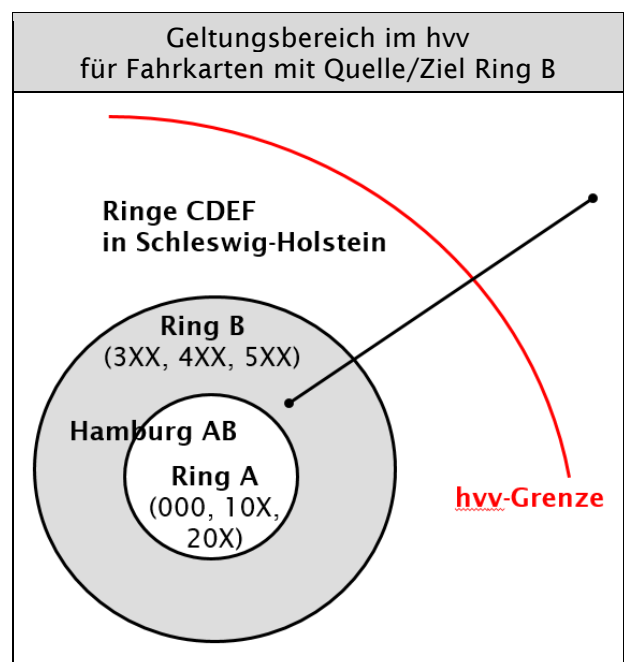 Geltungsbereich im hvv
für Fahrkarten mit Quelle/Ziel Ring B
Ringe CDEF
in Schleswig-Holstein
Ring B
(3XX, 4XX, 5XX)
Hamburg AB
Ring A
(000, 10X,
20X)
hvv-Grenze